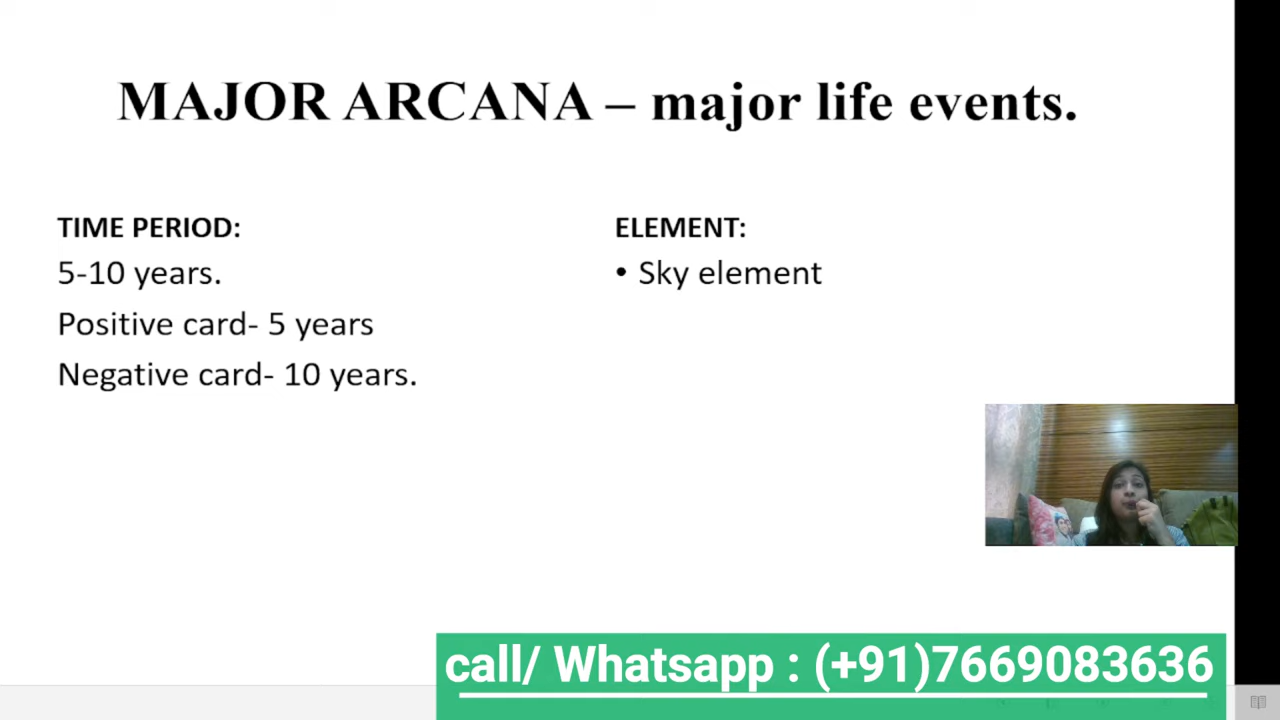 MAJOR ARCANA – major life events.
TIME PERIOD:
5-10 years.
Positive card- 5 years
Negative card- 10 years.
ELEMENT:
• Sky element
call/ Whatsapp : (+91)7669083636